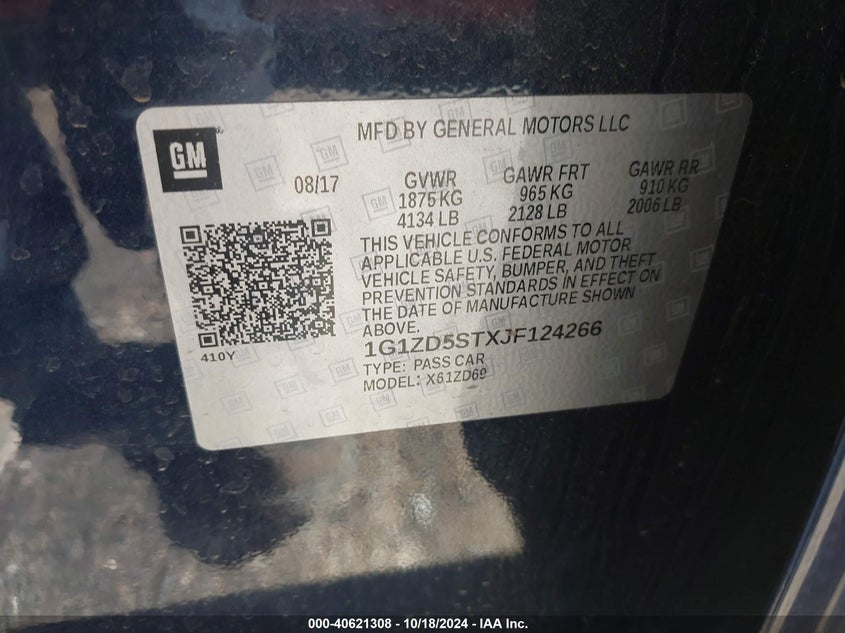 MFD BY GENERAL MOTORS LLC
GM
08/17
GVWR
1875 KG
4134 LB
GAWR FRT
965 KG
2128 LB
GAWR RR
910 KG
2006 LB
THIS VEHICLE CONFORMS TO ALL
APPLICABLE U.S. FEDERAL MOTOR
VEHICLE SAFETY, BUMPER, AND THEFT
PREVENTION STANDARDS IN EFFECT ON
THE DATE OF MANUFACTURE SHOWN
ABOVE.
410Y
1G1ZD5STXJF124266
TYPE: PASS CAR
MODEL: X61ZD69
000-40621308 - 10/18/2024 - IAA Inc.